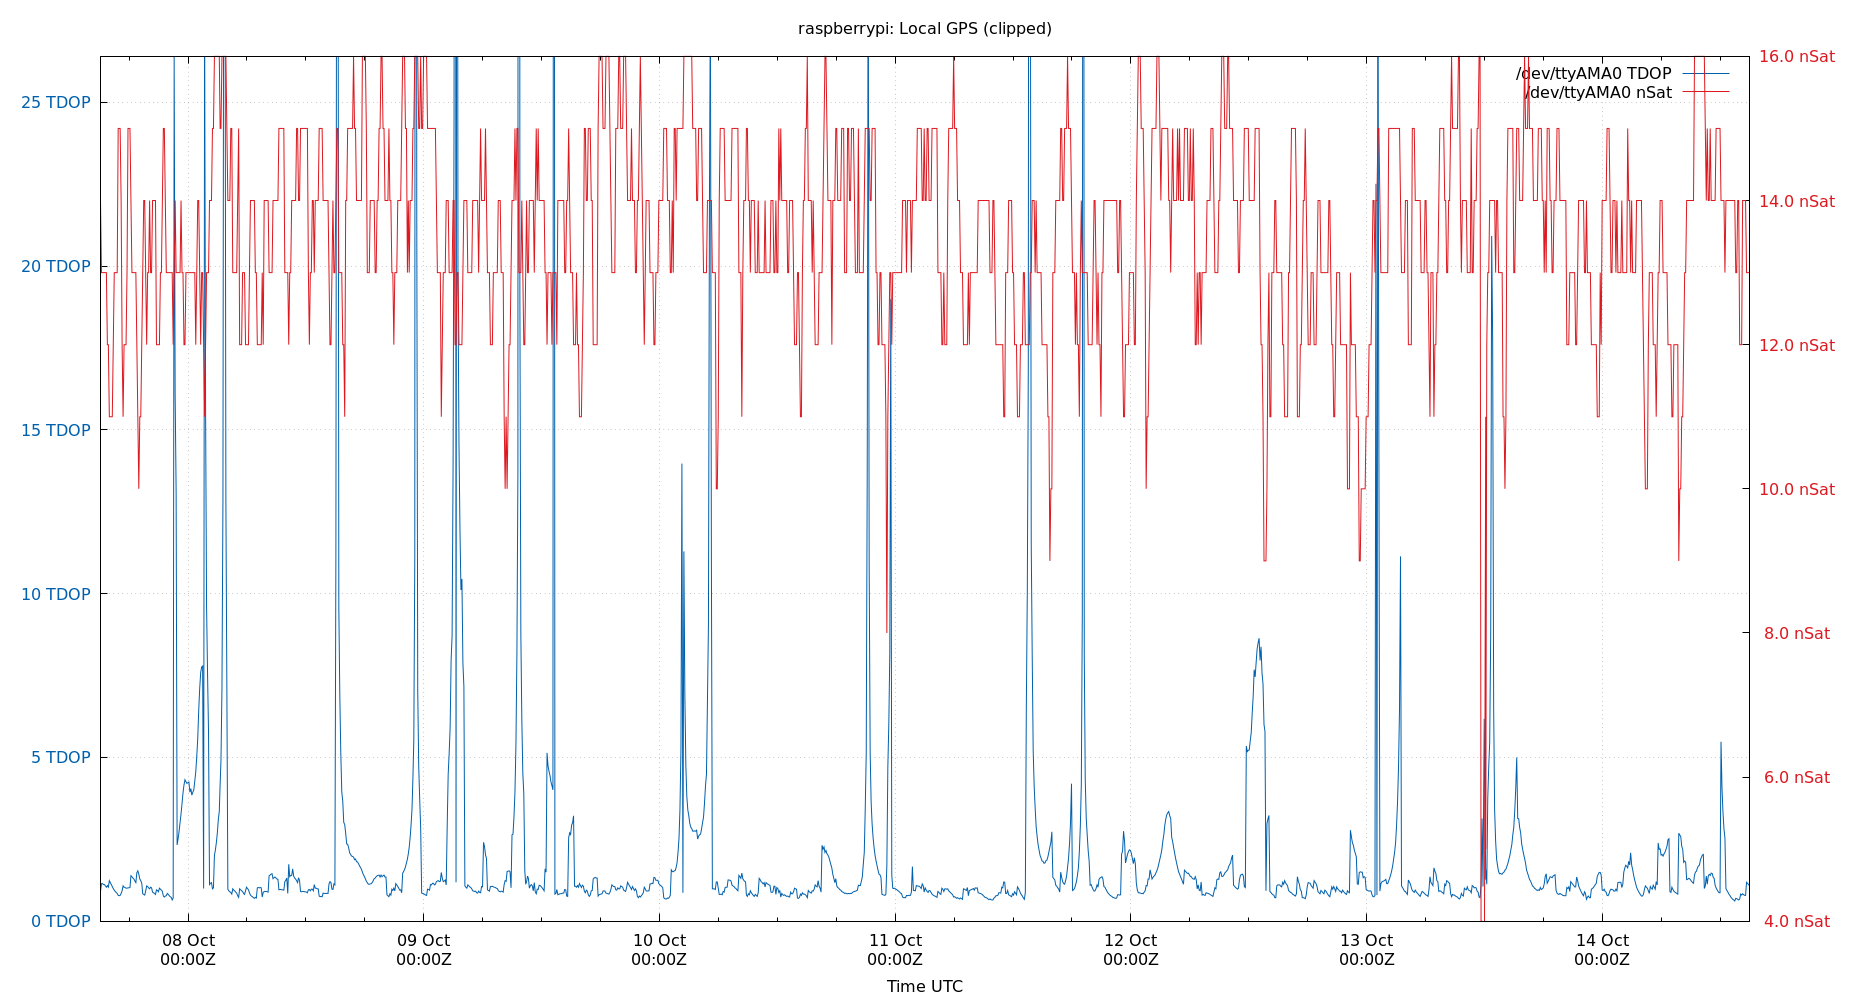 raspberrypi: Local GPS (clipped)
/dev/ttyAMA0 TDOP
/dev/ttyAMA0 nSat
25 TDOP
20 TDOP
15 TDOP
10 TDOP
5 TDOP
0 TDOP
16.0 nSat
14.0 nSat
12.0 nSat
10.0 nSat
8.0 nSat
6.0 nSat
4.0 nSat
08 Oct
00:00Z
09 Oct
00:00Z
10 Oct
00:00Z
11 Oct
00:00Z
12 Oct
00:00Z
13 Oct
00:00Z
14 Oct
00:00Z
Time UTC